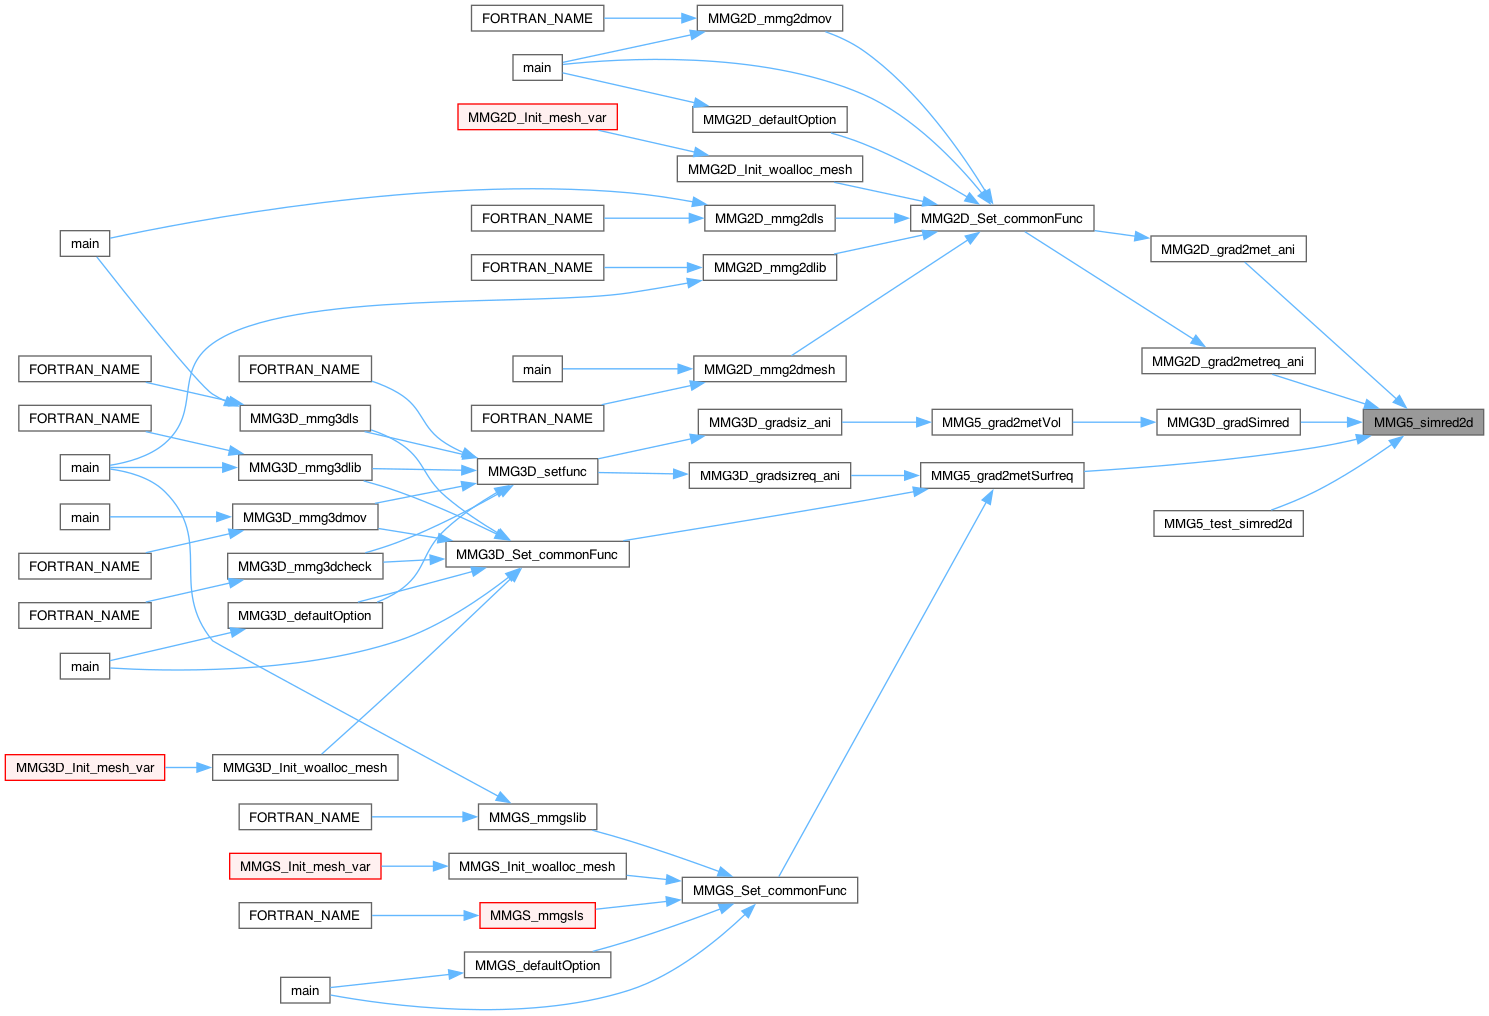 FORTRAN_NAME
MMG2D_mmg2dmov
main
MMG2D_Init_mesh_var
MMG2D_defaultOption
MMG2D_Init_woalloc_mesh
FORTRAN_NAME
MMG2D_mmg2dls
MMG2D_Set_commonFunc
main
MMG2D_grad2met_ani
FORTRAN_NAME
MMG2D_mmg2dlib
FORTRAN_NAME
FORTRAN_NAME
main
MMG2D_mmg2dmesh
MMG2D_grad2metreq_ani
FORTRAN_NAME
MMG3D_mmg3dls
FORTRAN_NAME
MMG3D_gradsiz_ani
MMG5_grad2metVol
MMG3D_gradSimred
MMG5_simred2d
FORTRAN_NAME
main
MMG3D_mmg3dlib
MMG3D_setfunc
MMG3D_gradsizreq_ani
MMG5_grad2metSurfreq
main
MMG3D_mmg3dmov
MMG5_test_simred2d
FORTRAN_NAME
MMG3D_mmg3dcheck
MMG3D_Set_commonFunc
FORTRAN_NAME
MMG3D_defaultOption
main
MMG3D_Init_mesh_var
MMG3D_Init_woalloc_mesh
FORTRAN_NAME
MMGS_mmgslib
MMGS_Init_mesh_var
MMGS_Init_woalloc_mesh
MMGS_Set_commonFunc
FORTRAN_NAME
MMGS_mmgsls
MMGS_defaultOption
main